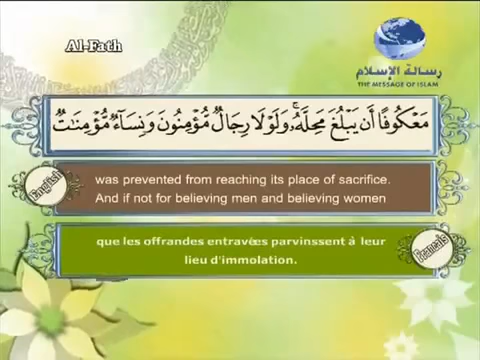 Al-Fath
رسالة الإسلام
THE MESSAGE OF ISLAM
مَعْكُوفًا أَن يَبْلُغَ مَحِلَّهُۥ ۚ وَلَوْلَا رِجَالٌ مُّؤْمِنُونَ وَنِسَآءٌ مُّؤْمِنَـٰتٌ
English
was prevented from reaching its place of sacrifice.
And if not for believing men and believing women
que les offrandes entravées parvinssent à leur
lieu d'immolation.
Francais